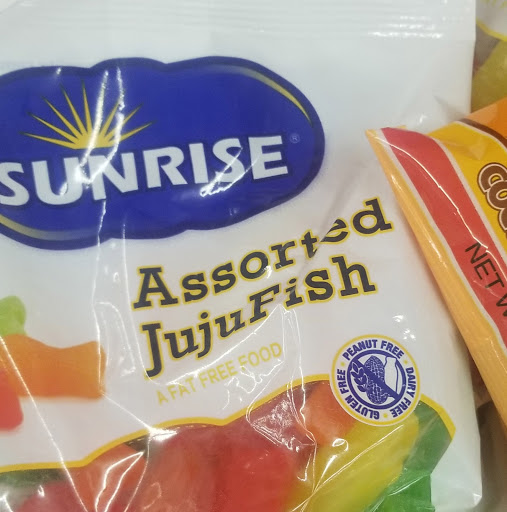 SUNRISE®
Assorted
JujuFish
A FAT FREE FOOD
PEANUT FREE • DAIRY FREE • GLUTEN FREE •
NET